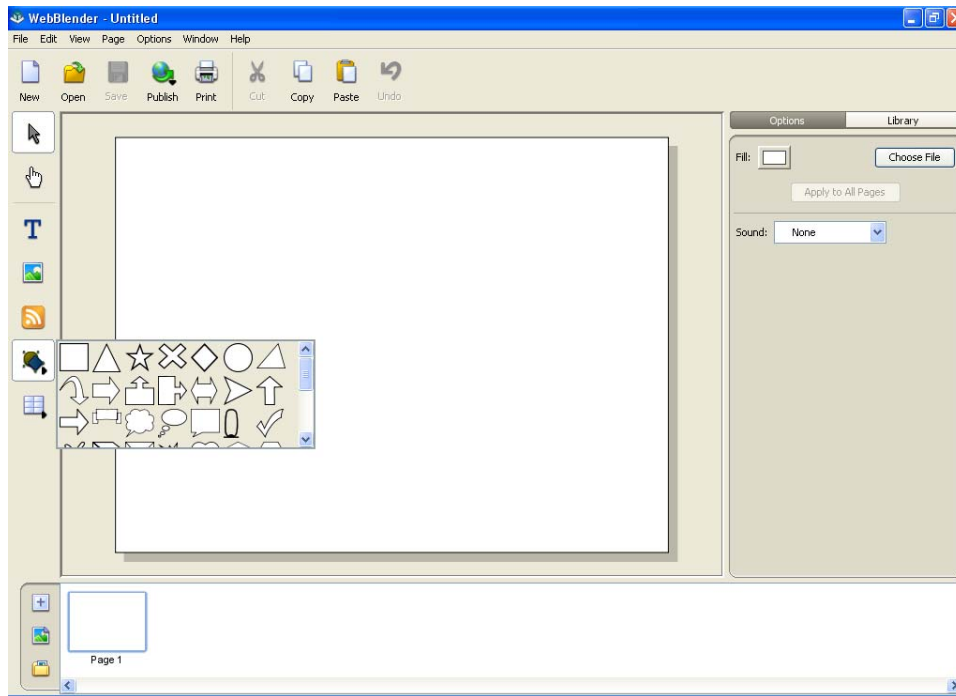 WebBlender - Untitled
File Edit View Page Options Window Help
New Open Save Publish Print Cut Copy Paste Undo
Options Library
Fill: Choose File
Apply to All Pages
T
Sound: None
Page 1